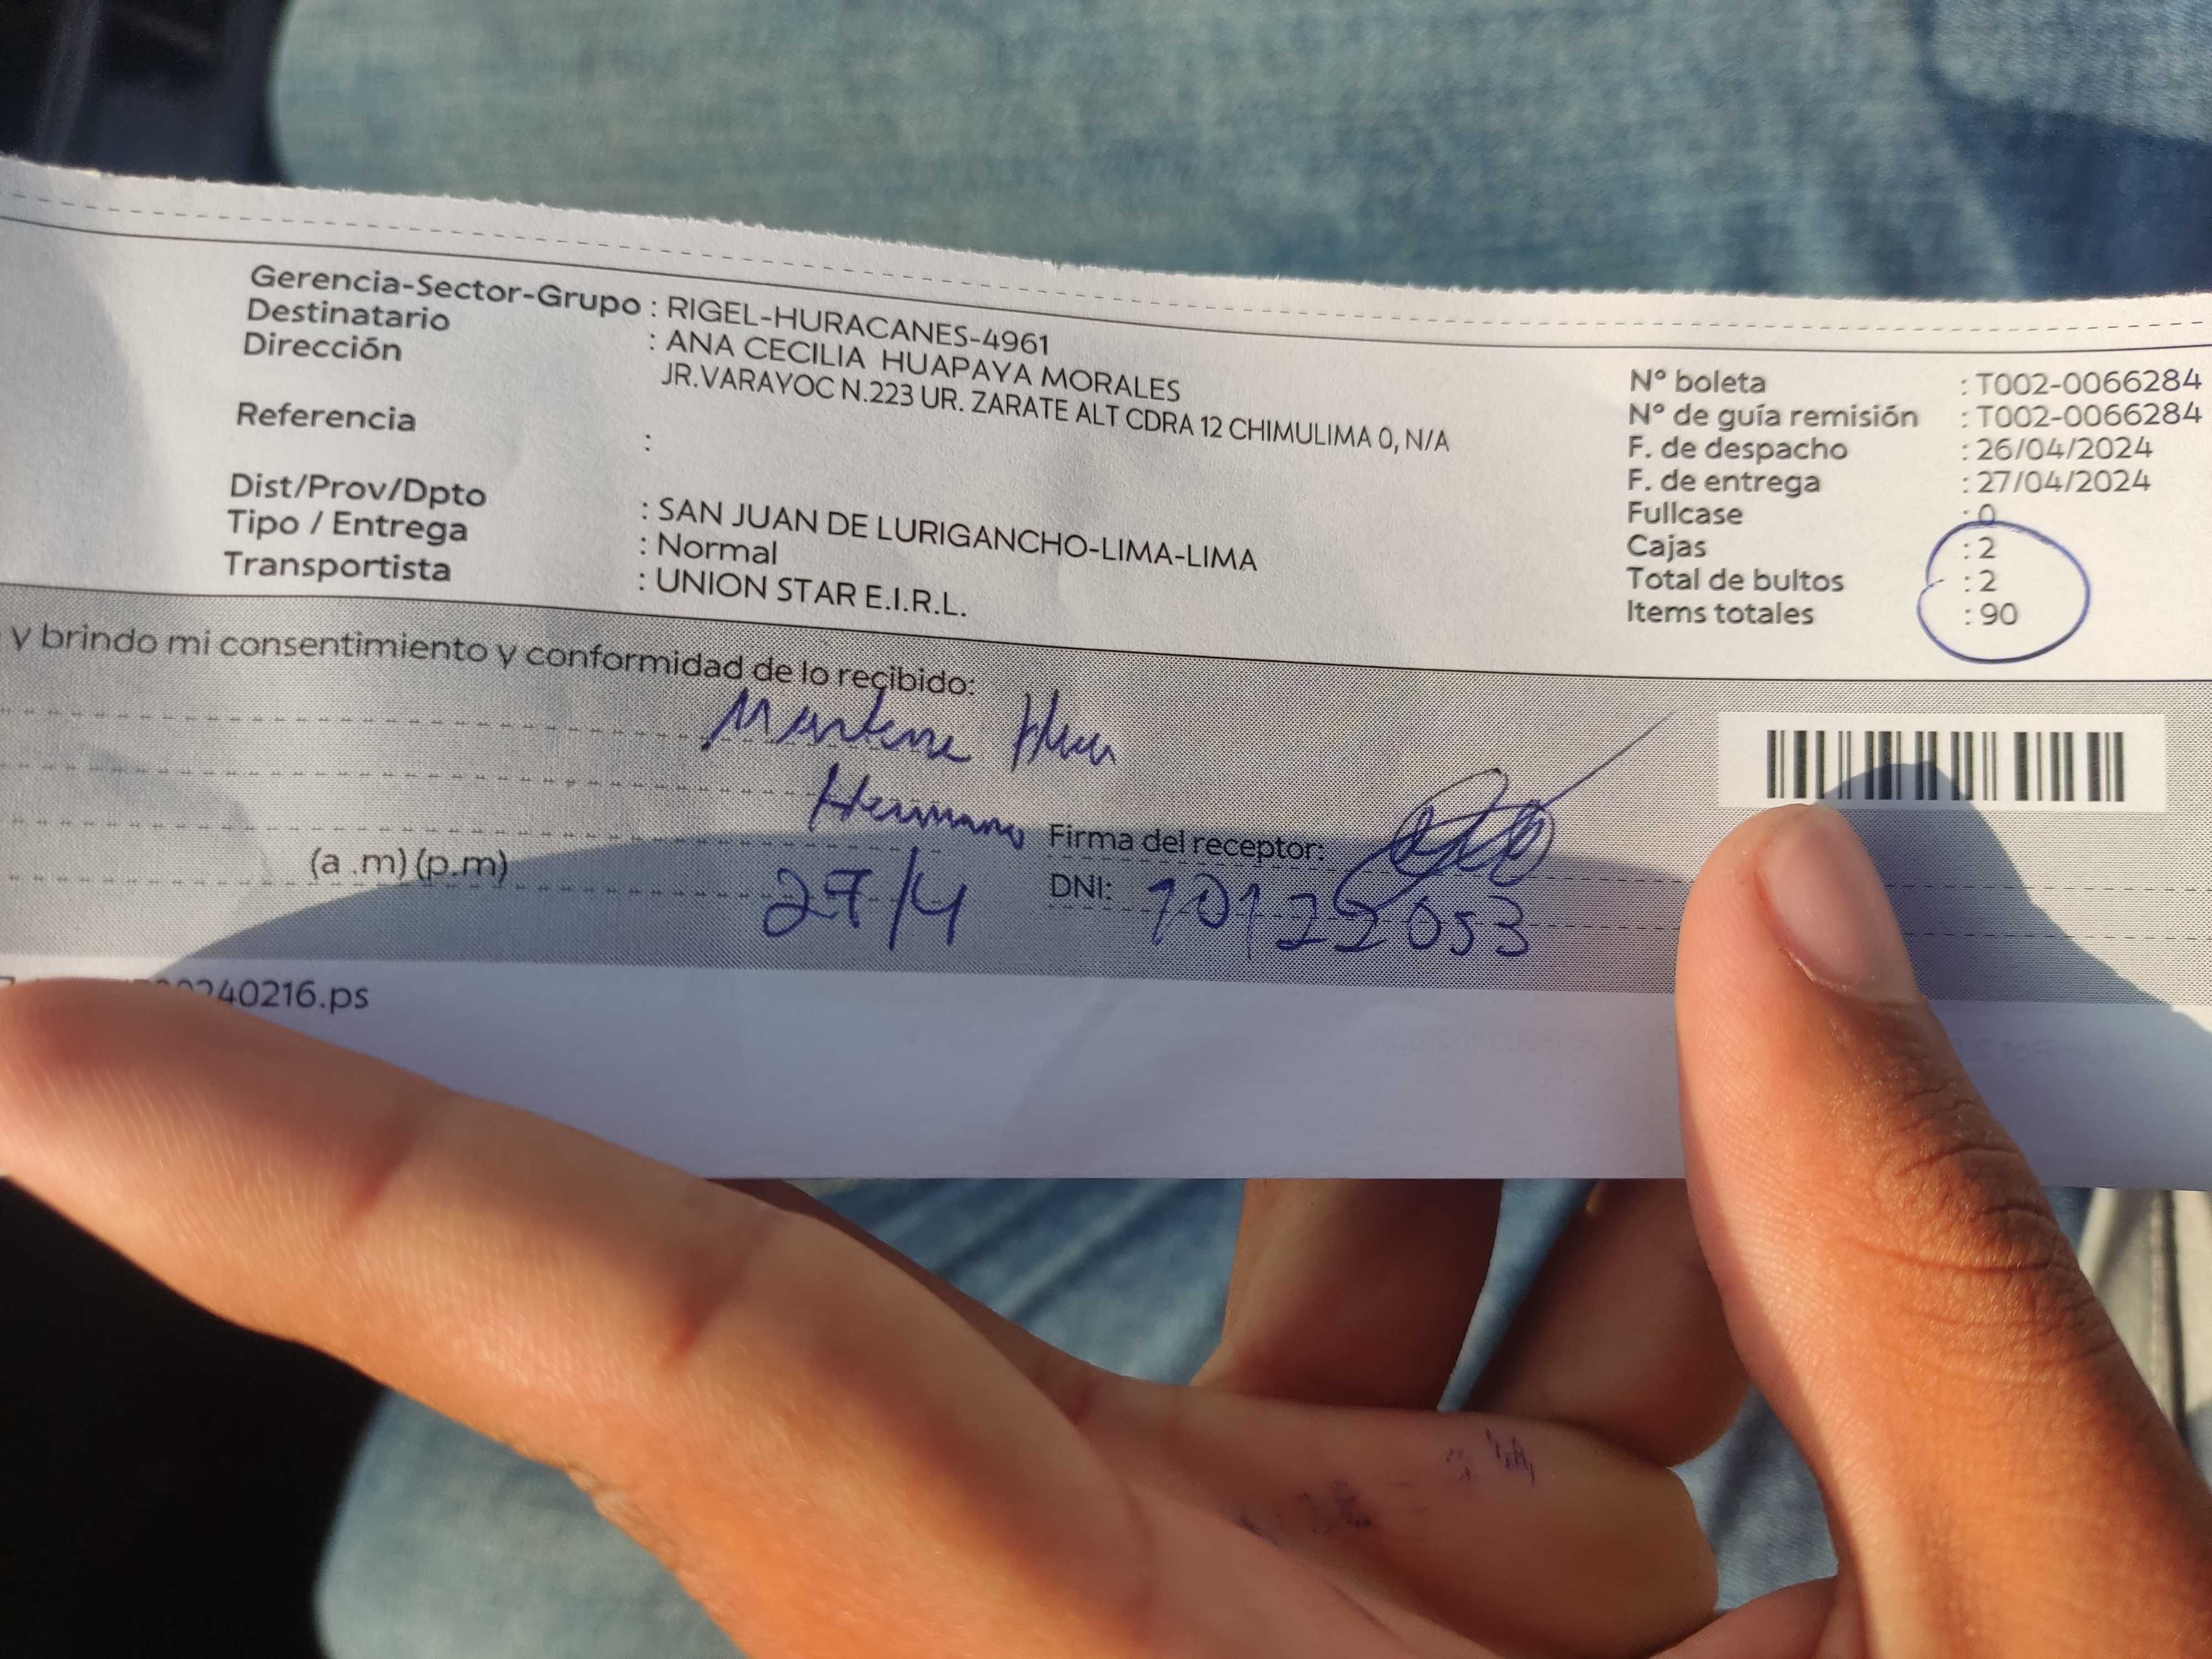 Gerencia-Sector-Grupo : RIGEL-HURACANES-4961
Destinatario : ANA CECILIA HUAPAYA MORALES
Dirección JR.VARAYOC N.223 UR. ZARATE ALT CDRA 12 CHIMULIMA 0, N/A
Referencia :
Dist/Prov/Dpto : SAN JUAN DE LURIGANCHO-LIMA-LIMA
Tipo / Entrega : Normal
Transportista : UNION STAR E.I.R.L.
N° boleta : T002-0066284
N° de guía remisión : T002-0066284
F. de despacho : 26/04/2024
F. de entrega : 27/04/2024
Fullcase : 0
Cajas : 2
Total de bultos : 2
Items totales : 90
y brindo mi consentimiento y conformidad de lo recibido:
Marlene
Hermano
Firma del receptor:
(a .m) (p.m) 27/4 DNI: 10122053
240216.ps